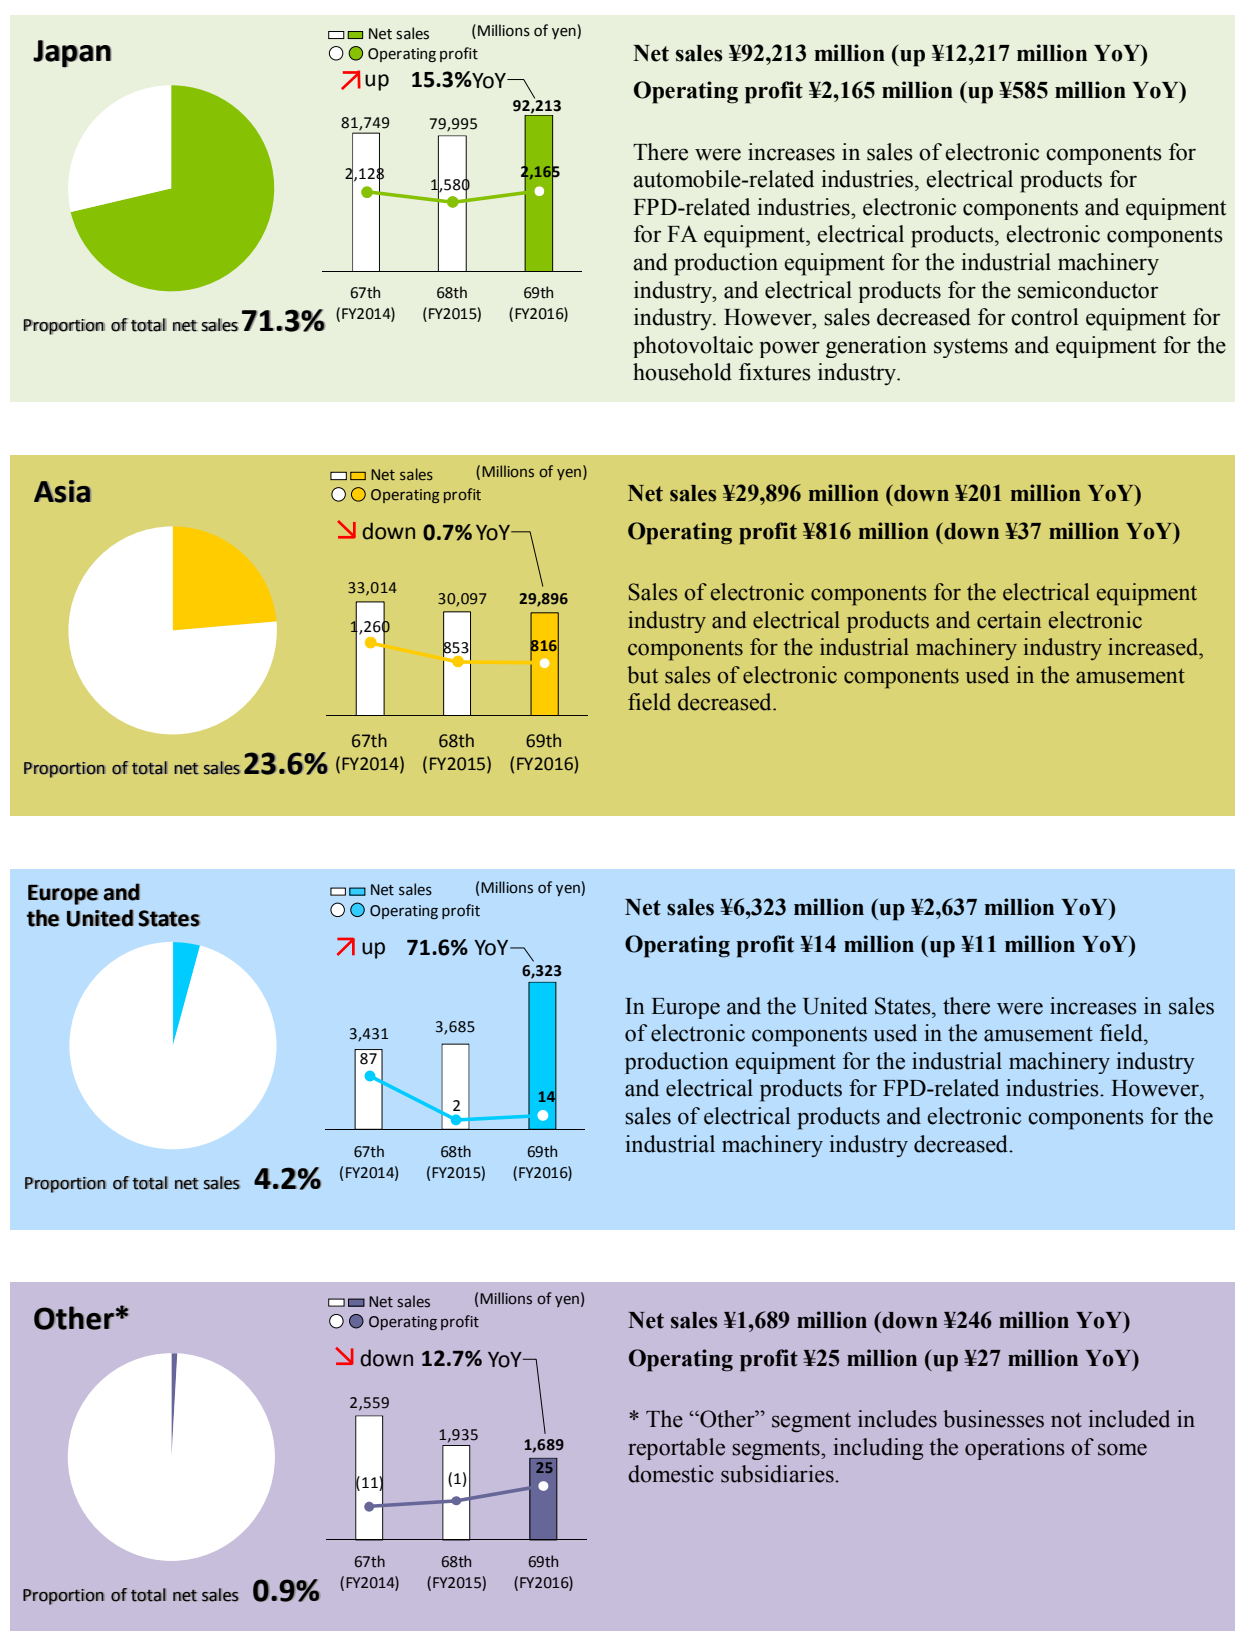 Japan
Net sales
(Millions of yen)
Operating profit
up 15.3% YoY
92,213
81,749
79,995
2,128
1,580
2,165
67th
68th
69th
(FY2014)
(FY2015)
(FY2016)
Proportion of total net sales 71.3%
Net sales ¥92,213 million (up ¥12,217 million YoY)
Operating profit ¥2,165 million (up ¥585 million YoY)
There were increases in sales of electronic components for
automobile-related industries, electrical products for
FPD-related industries, electronic components and equipment
for FA equipment, electrical products, electronic components
and production equipment for the industrial machinery
industry, and electrical products for the semiconductor
industry. However, sales decreased for control equipment for
photovoltaic power generation systems and equipment for the
household fixtures industry.
Asia
Net sales
(Millions of yen)
Operating profit
down 0.7% YoY
33,014
30,097
29,896
1,260
853
816
67th
68th
69th
(FY2014)
(FY2015)
(FY2016)
Proportion of total net sales 23.6%
Net sales ¥29,896 million (down ¥201 million YoY)
Operating profit ¥816 million (down ¥37 million YoY)
Sales of electronic components for the electrical equipment
industry and electrical products and certain electronic
components for the industrial machinery industry increased,
but sales of electronic components used in the amusement
field decreased.
Europe and
the United States
Net sales
(Millions of yen)
Operating profit
up 71.6% YoY
6,323
3,431
3,685
87
2
14
67th
68th
69th
(FY2014)
(FY2015)
(FY2016)
Proportion of total net sales 4.2%
Net sales ¥6,323 million (up ¥2,637 million YoY)
Operating profit ¥14 million (up ¥11 million YoY)
In Europe and the United States, there were increases in sales
of electronic components used in the amusement field,
production equipment for the industrial machinery industry
and electrical products for FPD-related industries. However,
sales of electrical products and electronic components for the
industrial machinery industry decreased.
Other*
Net sales
(Millions of yen)
Operating profit
down 12.7% YoY
2,559
1,935
1,689
(11)
(1)
25
67th
68th
69th
(FY2014)
(FY2015)
(FY2016)
Proportion of total net sales 0.9%
Net sales ¥1,689 million (down ¥246 million YoY)
Operating profit ¥25 million (up ¥27 million YoY)
* The “Other” segment includes businesses not included in
reportable segments, including the operations of some
domestic subsidiaries.